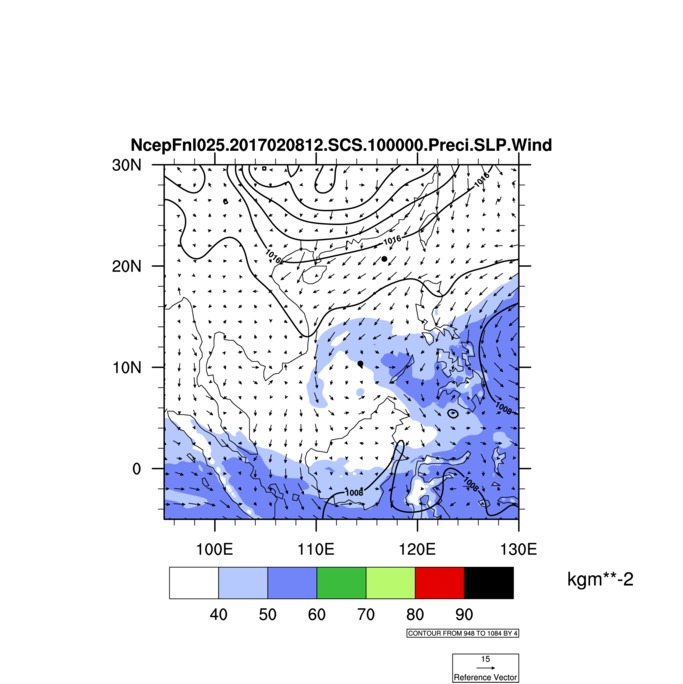 NcepFnl025.2017020812.SCS.100000.Preci.SLP.Wind
30N
20N
10N
0
1016
1016
1016
1008
1008
1008
100E 110E 120E 130E
kgm**-2
40 50 60 70 80 90
CONTOUR FROM 948 TO 1084 BY 4
15
Reference Vector